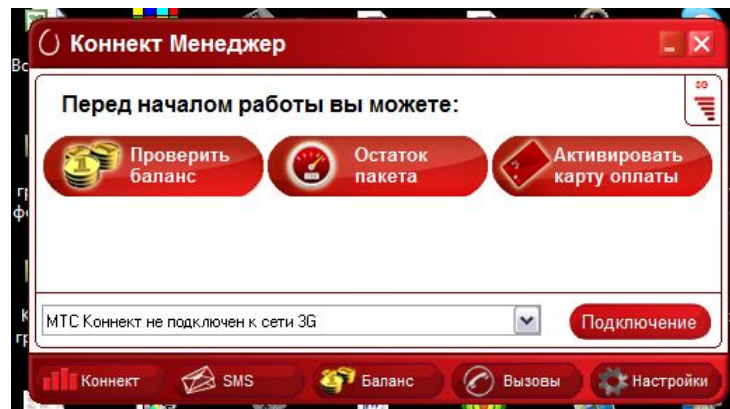 Коннект Менеджер
Перед началом работы вы можете:
3G
Проверить
баланс
Остаток
пакета
Активировать
карту оплаты
МТС Коннект не подключен к сети 3G
Подключение
Коннект
SMS
Баланс
Вызовы
Настройки